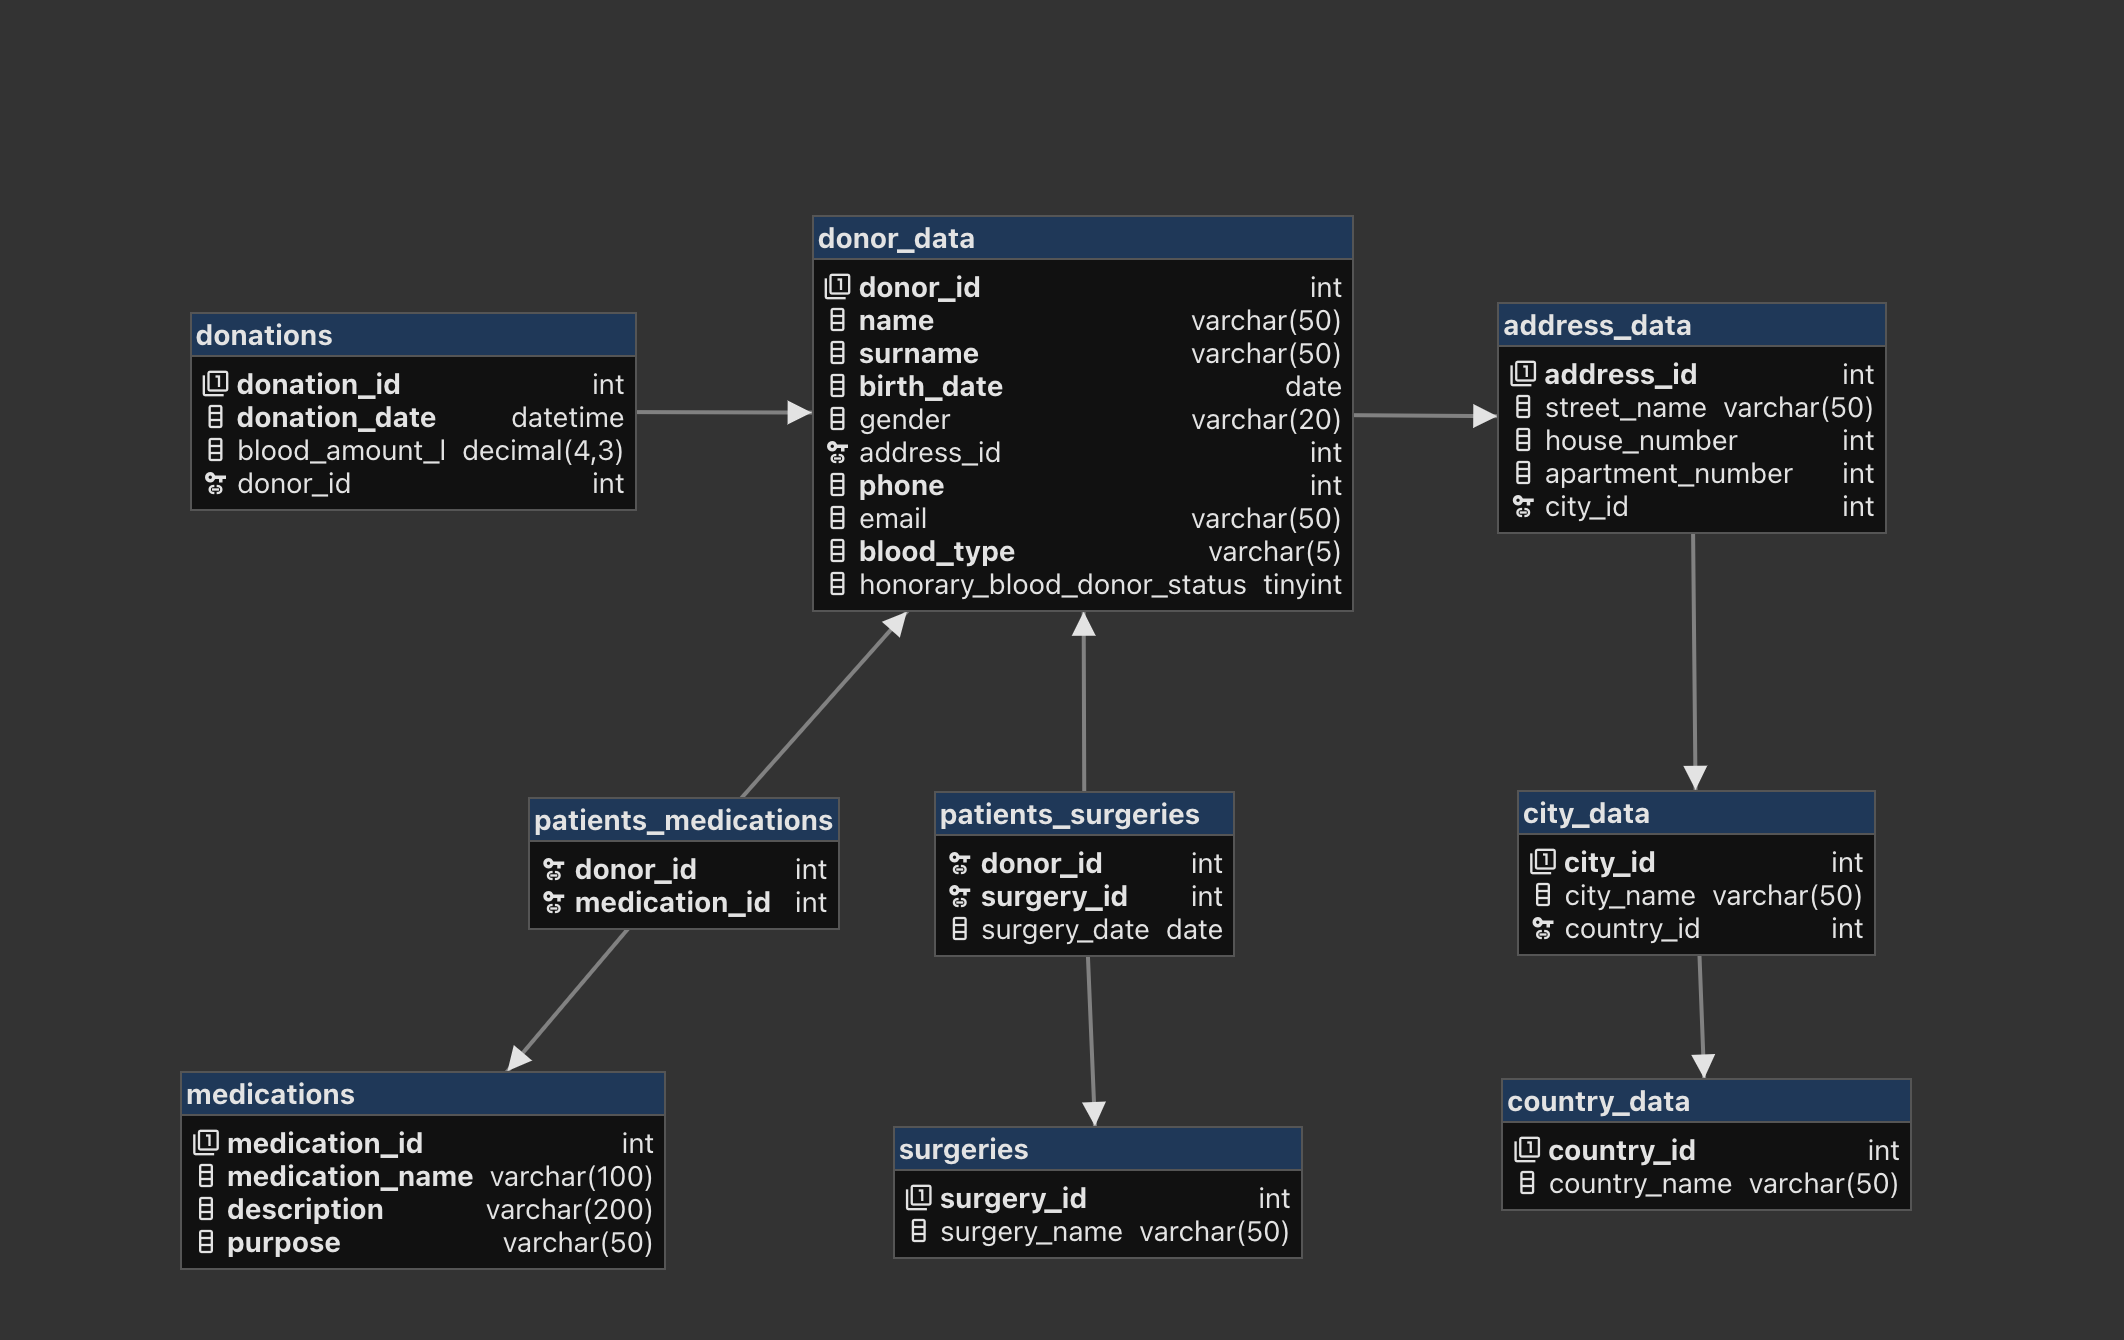 donor_data
donor_id int
name varchar(50)
surname varchar(50)
birth_date date
gender varchar(20)
address_id int
phone int
email varchar(50)
blood_type varchar(5)
honorary_blood_donor_status tinyint
donations
donation_id int
donation_date datetime
blood_amount_l decimal(4,3)
donor_id int
address_data
address_id int
street_name varchar(50)
house_number int
apartment_number int
city_id int
patients_medications
donor_id int
medication_id int
patients_surgeries
donor_id int
surgery_id int
surgery_date date
city_data
city_id int
city_name varchar(50)
country_id int
medications
medication_id int
medication_name varchar(100)
description varchar(200)
purpose varchar(50)
surgeries
surgery_id int
surgery_name varchar(50)
country_data
country_id int
country_name varchar(50)